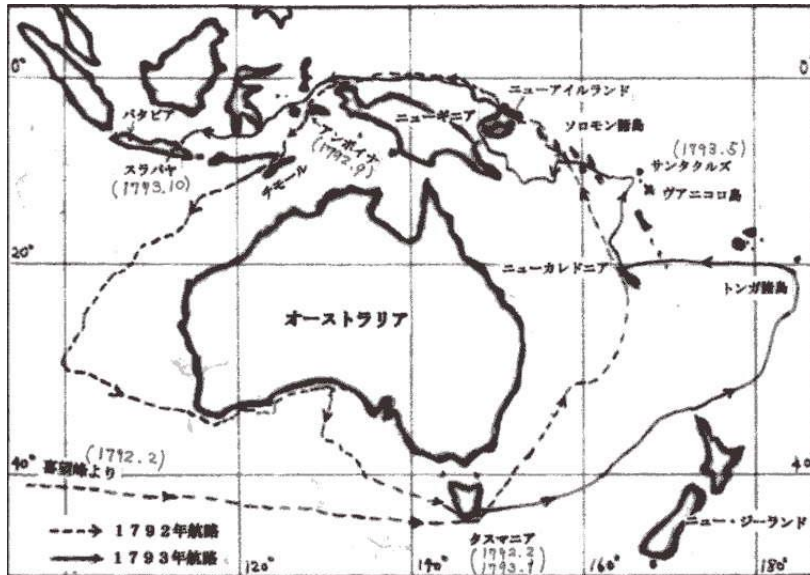 0°
0°
バタビア
スラバヤ
(1793.10)
チモール
アンボイナ
(1792.9)
ニューギニア
ニューアイルランド
ソロモン諸島
(1793.5)
サンタクルズ
ヴアニコロ島
20°
20°
ニューカレドニア
トンガ諸島
オーストラリア
(1792.2)
喜望峰より
40°
40
1792年航路
1793年航路
タスマニア
(1792.2)
ニュー・ジーランド
120°
140°
160°
180°